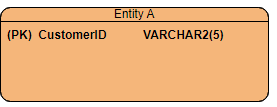 Entity A
(PK) CustomerID VARCHAR2(5)